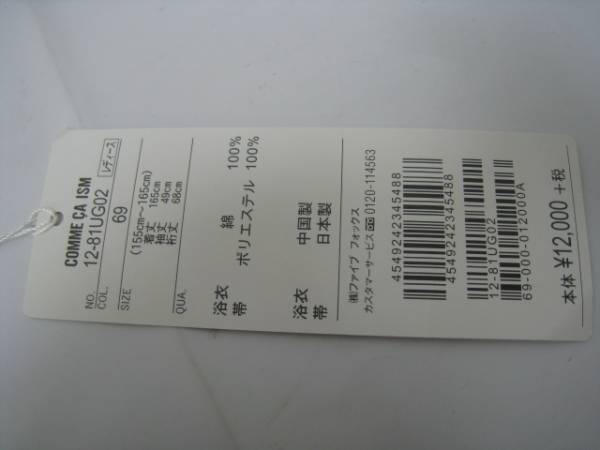 COMME CA ISM
NO. 12-81UG02 レディース
COL.
SIZE 69
(155cm〜165cm)
着丈 165cm
袖丈 49cm
裄丈 68cm
QUA.
浴衣 綿 100%
帯 ポリエステル 100%
浴衣 中国製
帯 日本製
㈱ファイブ フォックス
カスタマーサービス 0120-114563
4549242345488
4549242345488
12-81UG02
69-000-012000A
本体 ¥12,000 +税